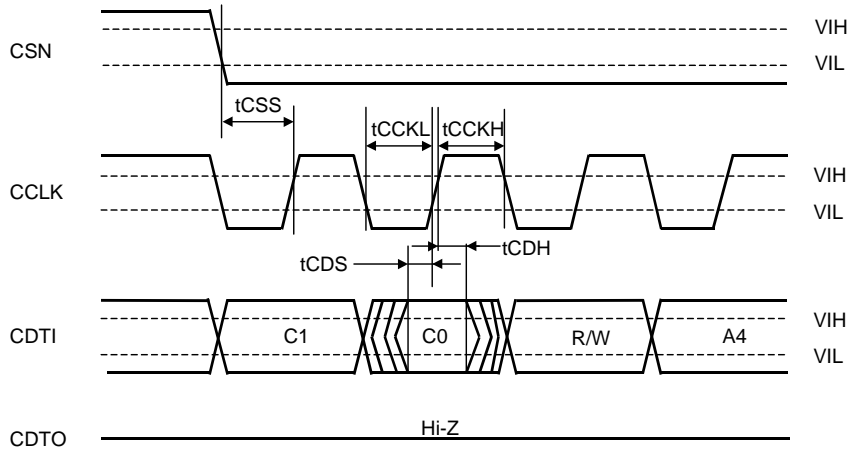 CSN
VIH
VIL
tCSS
tCCKL
tCCKH
CCLK
VIH
VIL
tCDS
tCDH
CDTI
C1
C0
R/W
A4
VIH
VIL
CDTO
Hi-Z